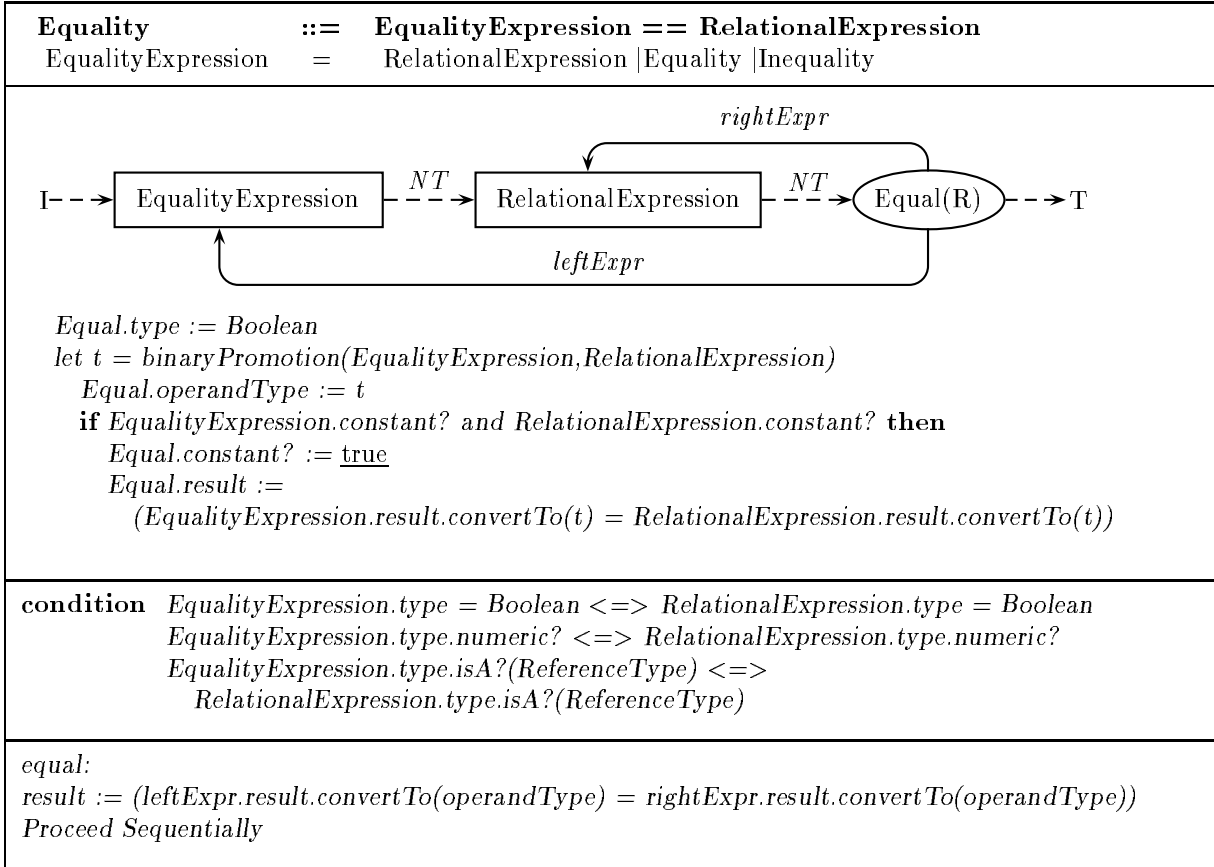 Equality ::= EqualityExpression == RelationalExpression
EqualityExpression = RelationalExpression |Equality |Inequality
rightExpr
I EqualityExpression NT RelationalExpression NT Equal(R) T
leftExpr
Equal.type := Boolean
let t = binaryPromotion(EqualityExpression,RelationalExpression)
Equal.operandType := t
if EqualityExpression.constant? and RelationalExpression.constant? then
Equal.constant? := true
Equal.result :=
(EqualityExpression.result.convertTo(t) = RelationalExpression.result.convertTo(t))
condition EqualityExpression.type = Boolean <=> RelationalExpression.type = Boolean
EqualityExpression.type.numeric? <=> RelationalExpression.type.numeric?
EqualityExpression.type.isA?(ReferenceType) <=>
RelationalExpression.type.isA?(ReferenceType)
equal:
result := (leftExpr.result.convertTo(operandType) = rightExpr.result.convertTo(operandType))
Proceed Sequentially